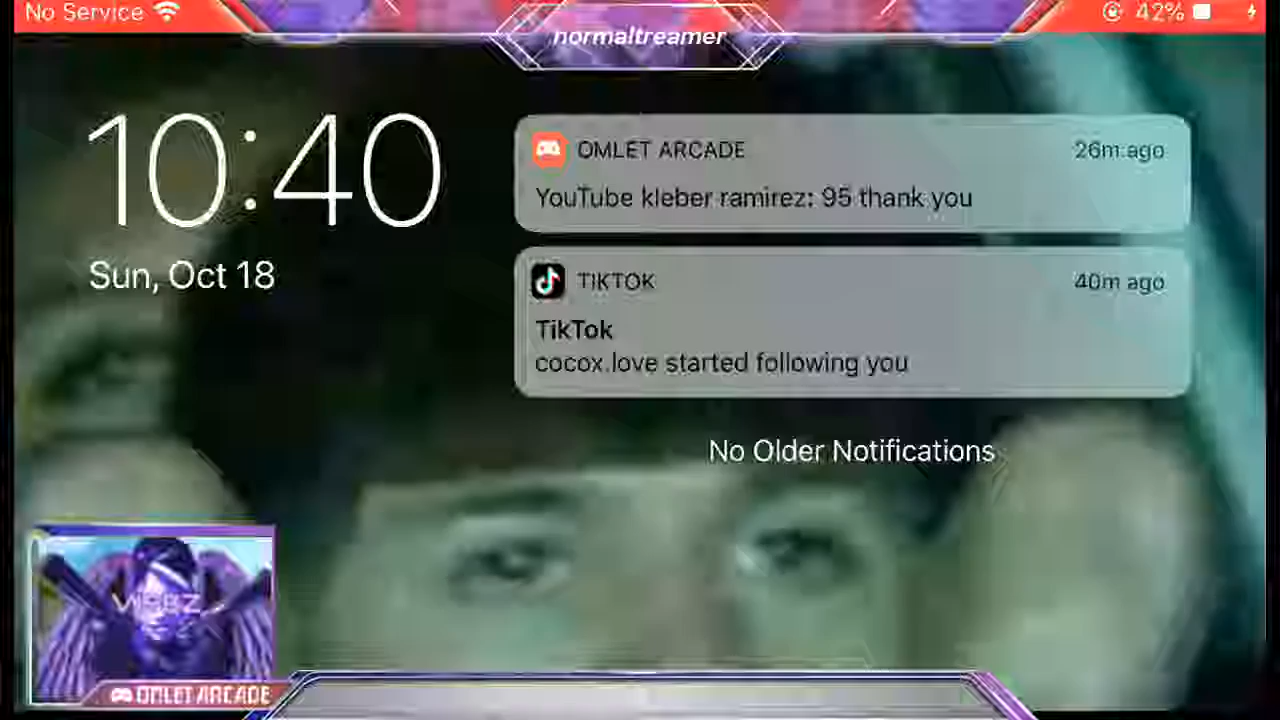 No Service
normaltreamer
42%
10:40
Sun, Oct 18
OMLET ARCADE
26m ago
YouTube kleber ramirez: 95 thank you
TIKTOK
40m ago
TikTok
cocox.love started following you
No Older Notifications
OMLET ARCADE